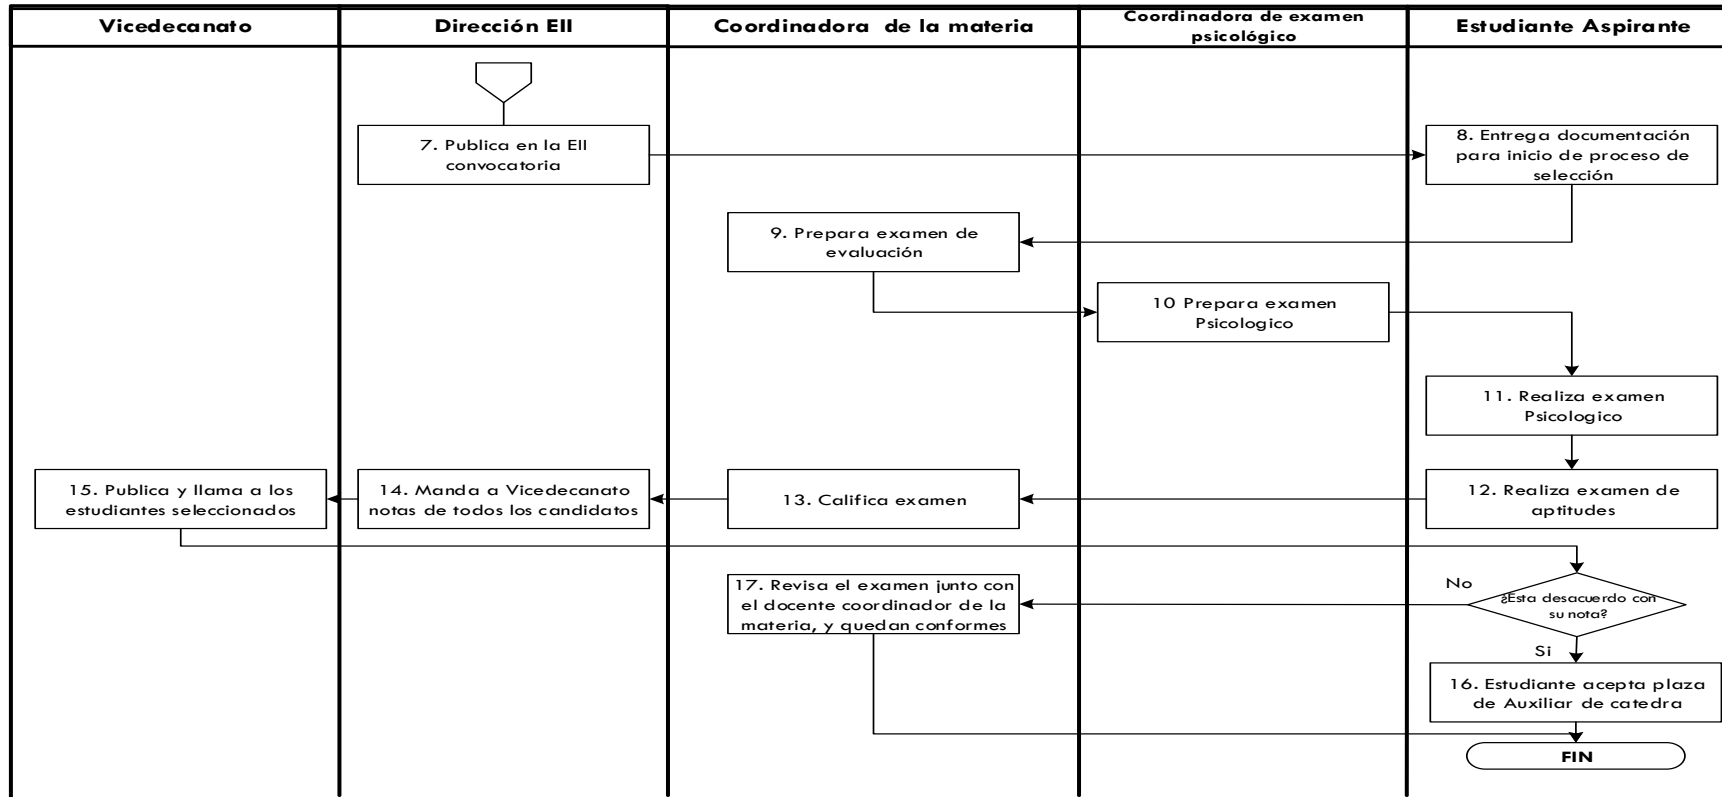 Vicedecanato
Dirección EII
Coordinadora de la materia
Coordinadora de examen
psicológico
Estudiante Aspirante
7. Publica en la EII
convocatoria
8. Entrega documentación
para inicio de proceso de
selección
9. Prepara examen de
evaluación
10 Prepara examen
Psicologico
11. Realiza examen
Psicologico
15. Publica y llama a los
estudiantes seleccionados
14. Manda a Vicedecanato
notas de todos los candidatos
13. Califica examen
12. Realiza examen de
aptitudes
17. Revisa el examen junto con
el docente coordinador de la
materia, y quedan conformes
No
¿Esta desacuerdo con
su nota?
Si
16. Estudiante acepta plaza
de Auxiliar de catedra
FIN